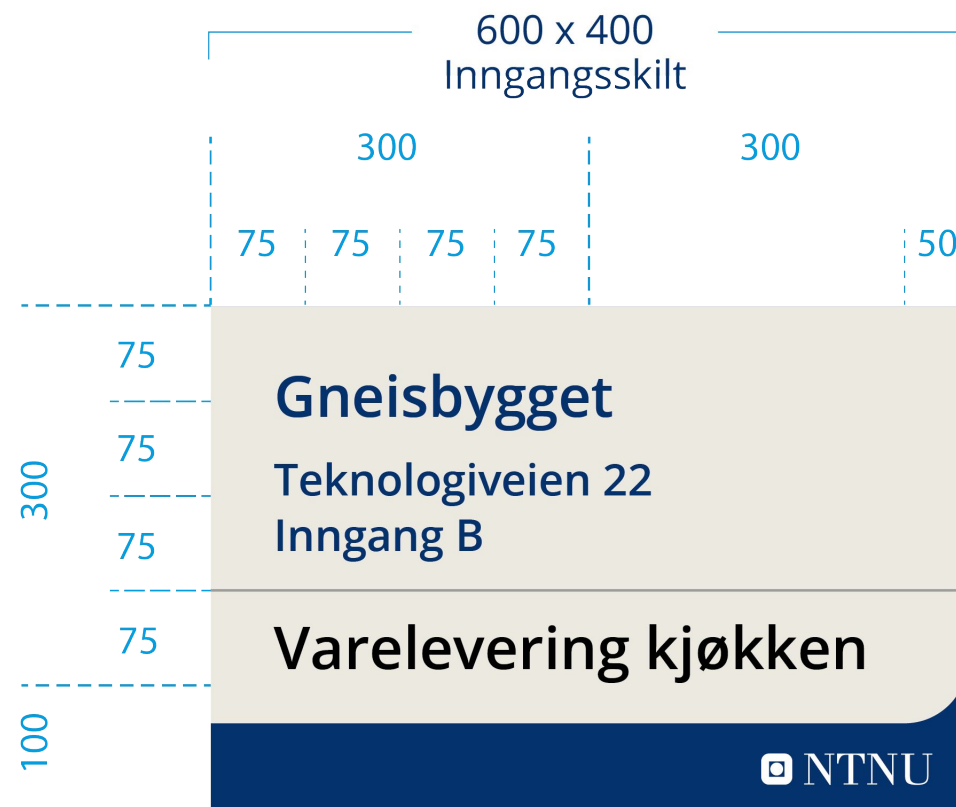 600 x 400
Inngangsskilt
300 300
75 75 75 75 50
75
75
300
75
75
100
Gneisbygget
Teknologiveien 22
Inngang B
Varelevering kjøkken
NTNU